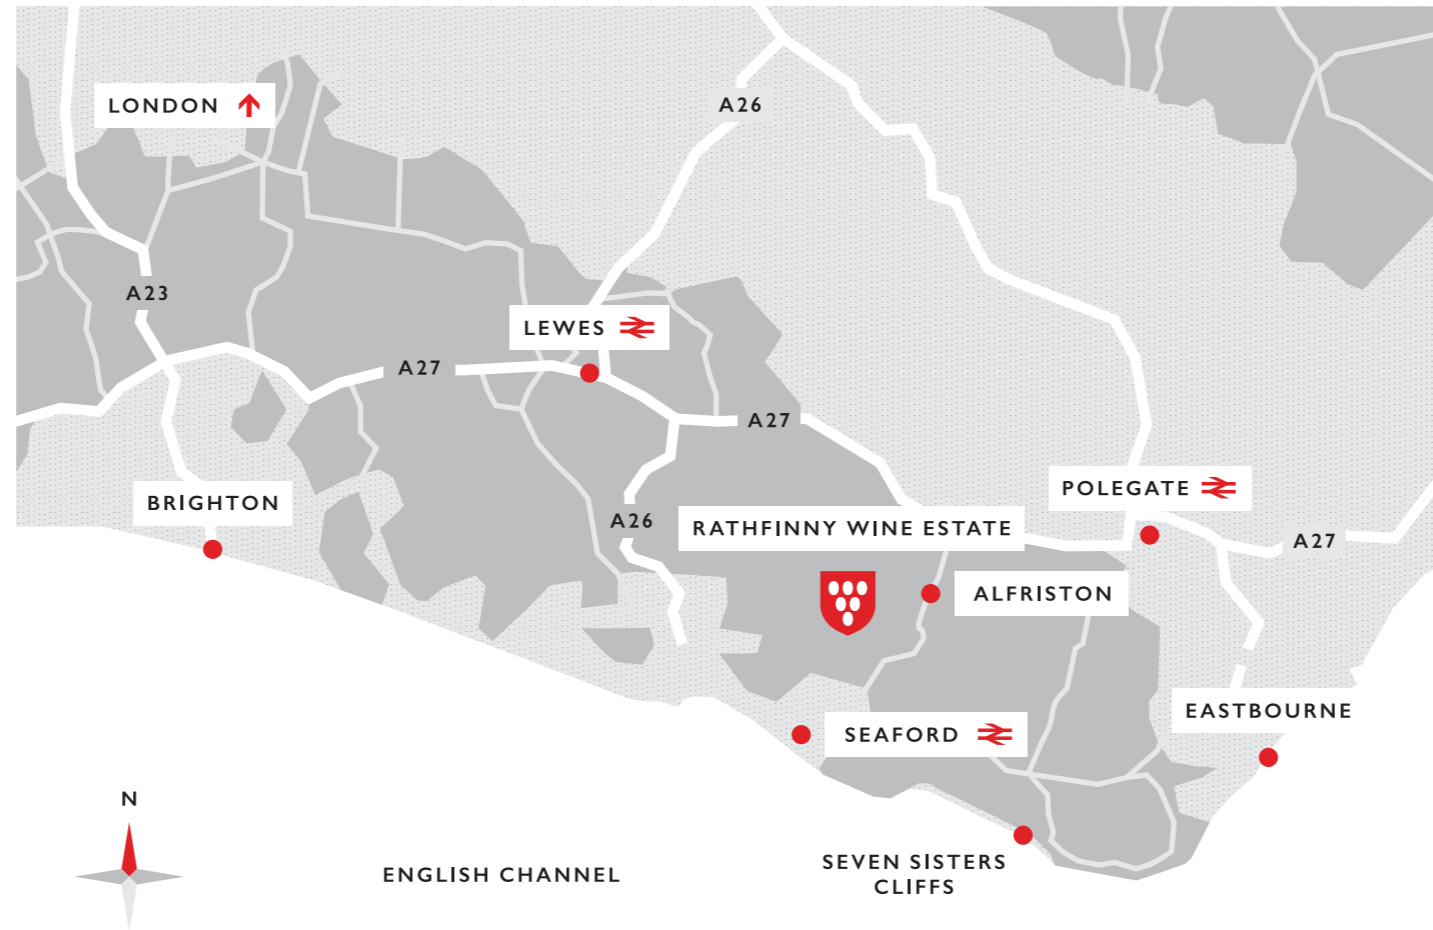 LONDON
A26
A23
LEWES
A27
A27
POLEGATE
BRIGHTON
A26
RATHFINNY WINE ESTATE
A27
ALFRISTON
EASTBOURNE
SEAFORD
N
SEVEN SISTERS
CLIFFS
ENGLISH CHANNEL